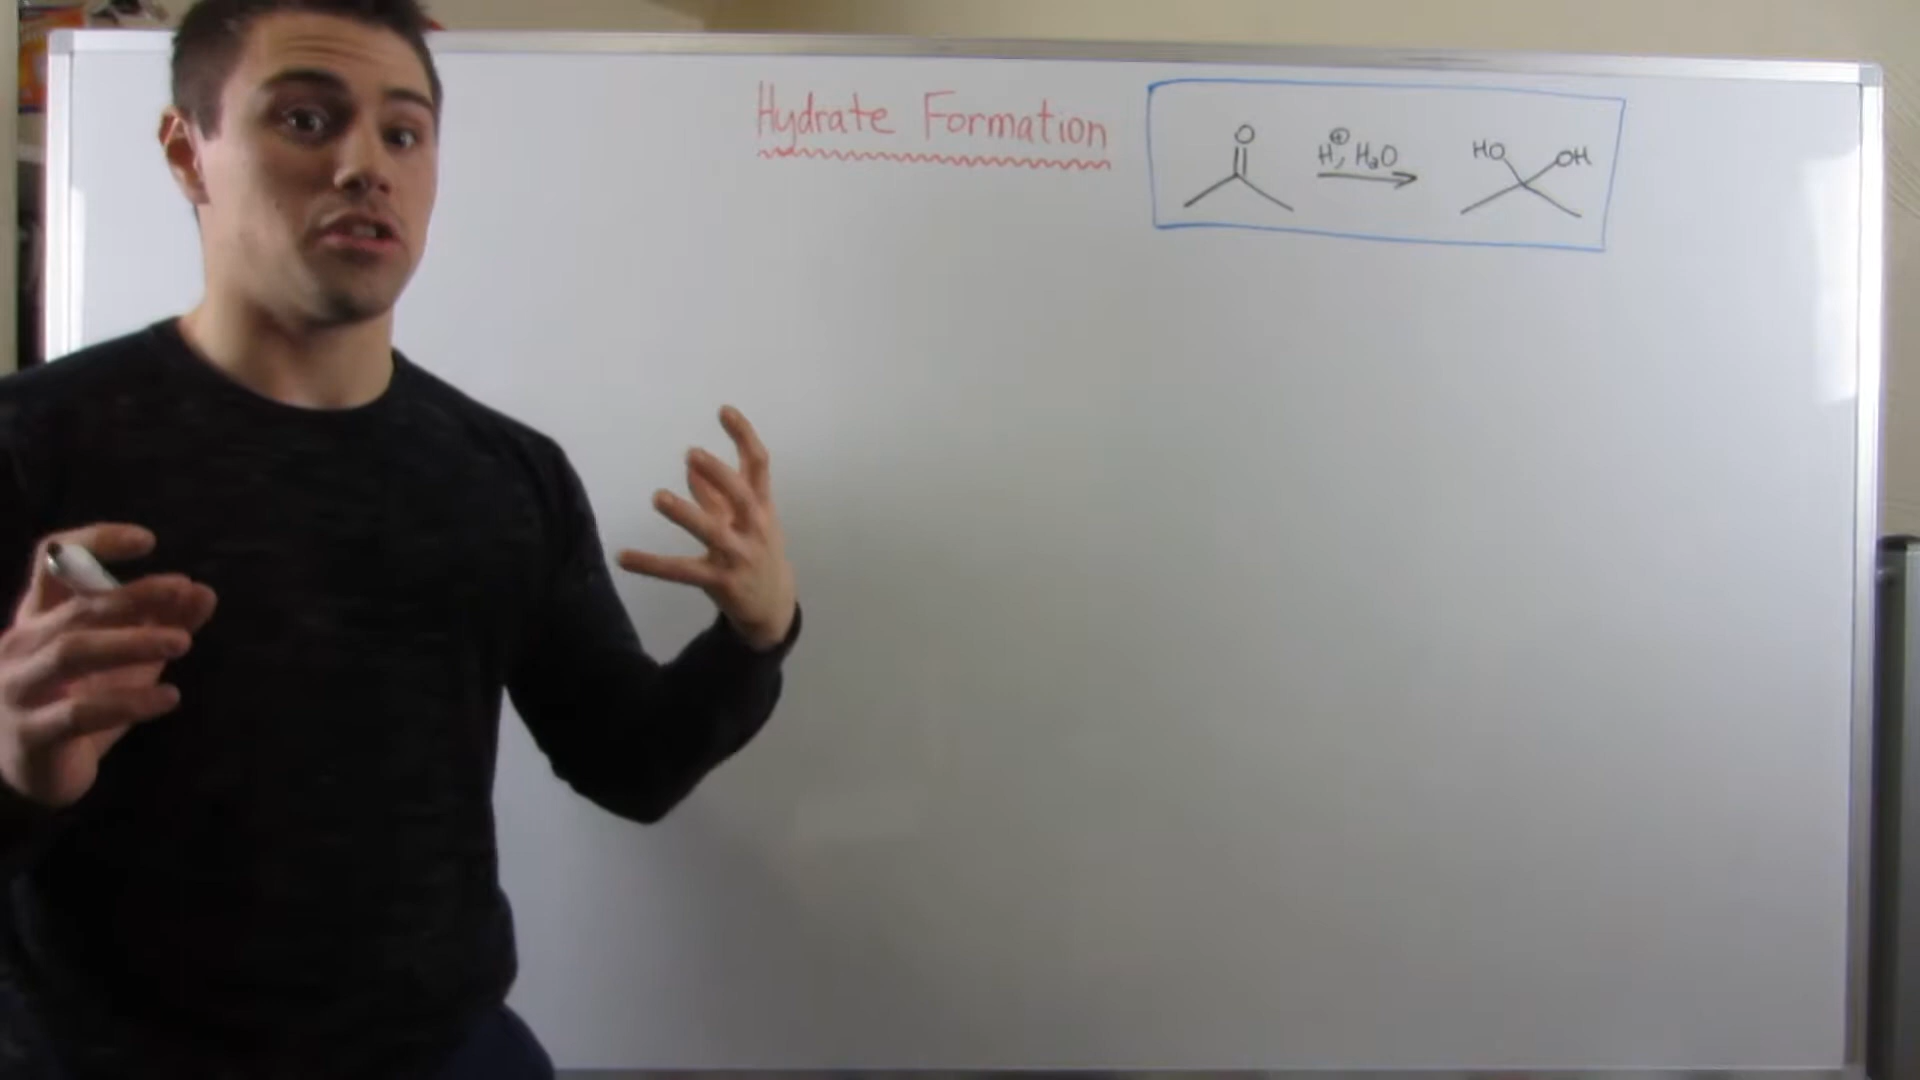 Hydrate Formation
O
H⊕, H₂O
HO OH